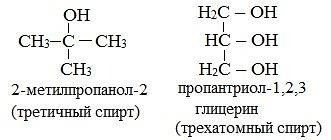 OH
CH₃–C – CH₃
CH₃
2-метилпропанол-2
(третичный спирт)
H₂C – OH
HC – OH
H₂C – OH
пропантриол-1,2,3
глицерин
(трехатомный спирт)